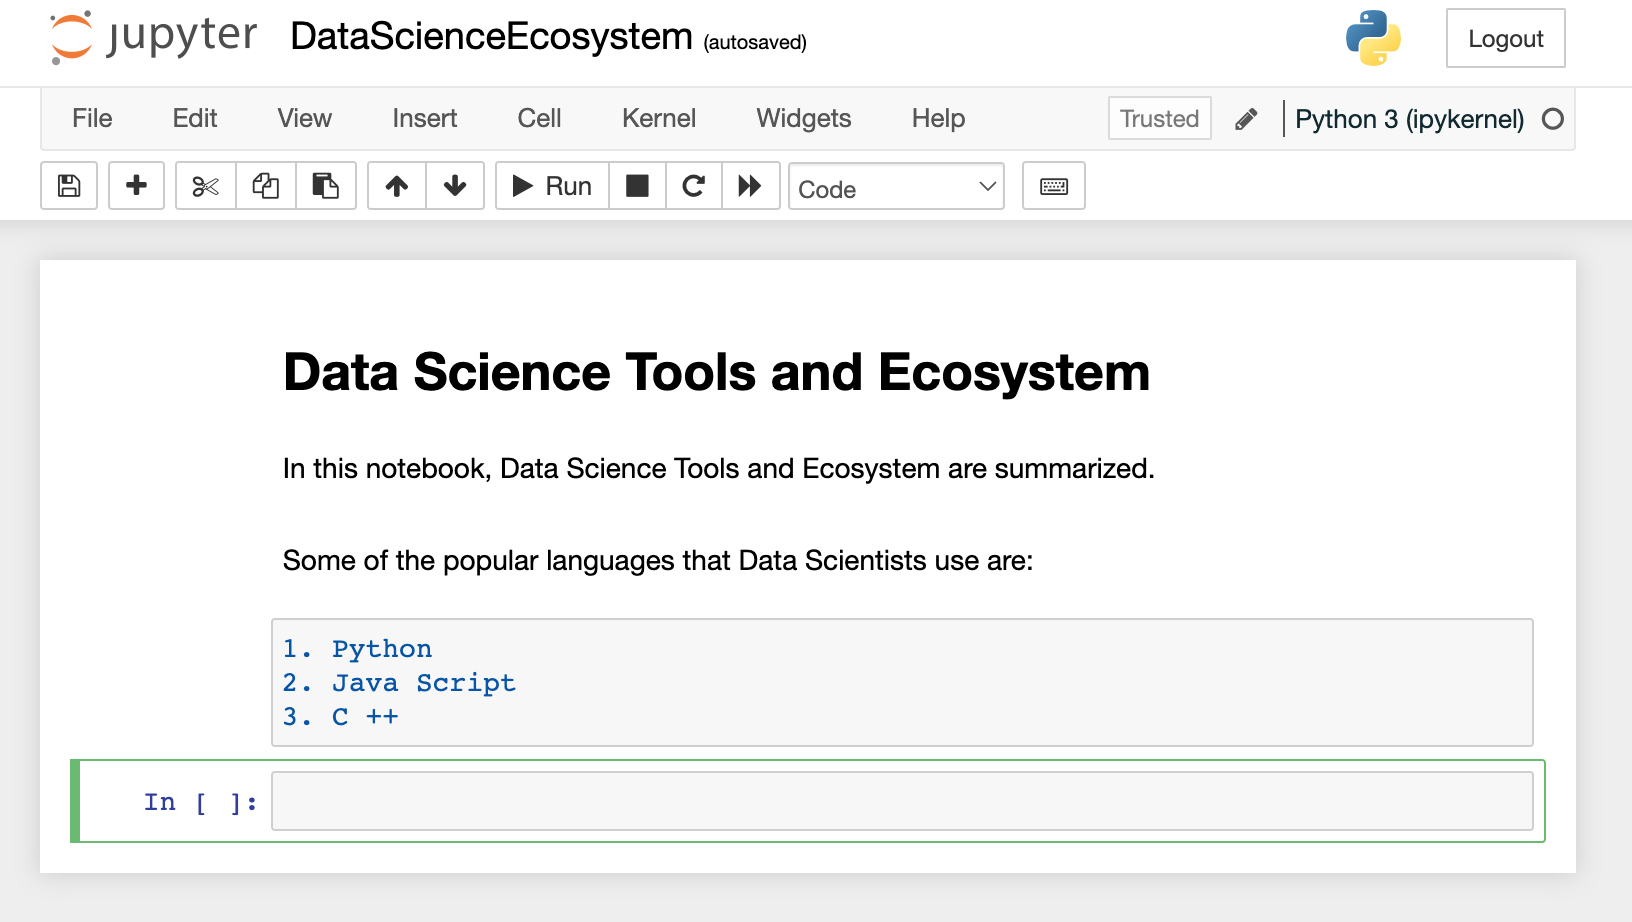 jupyter DataScienceEcosystem (autosaved) Logout
File Edit View Insert Cell Kernel Widgets Help Trusted Python 3 (ipykernel)
Run Code
Data Science Tools and Ecosystem
In this notebook, Data Science Tools and Ecosystem are summarized.
Some of the popular languages that Data Scientists use are:
1. Python
2. Java Script
3. C ++
In [ ]: